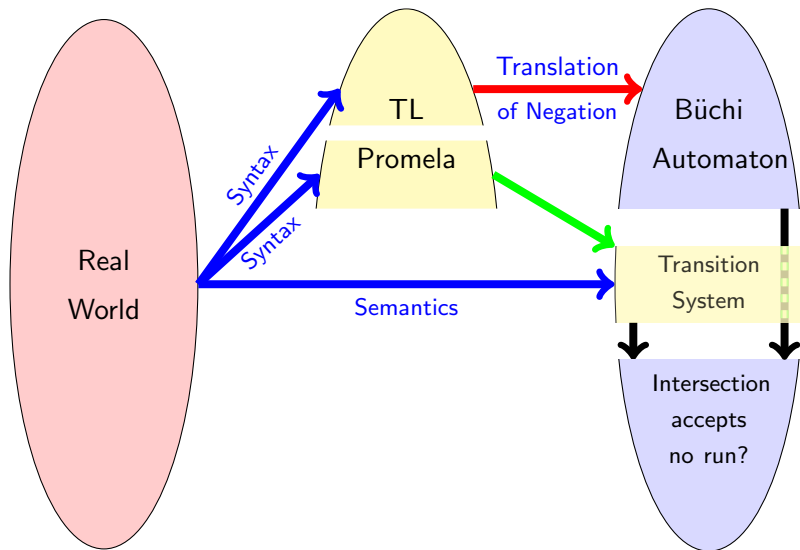 Real
World
Syntax
Syntax
TL
Promela
Translation
of Negation
Semantics
Büchi
Automaton
Transition
System
Intersection
accepts
no run?